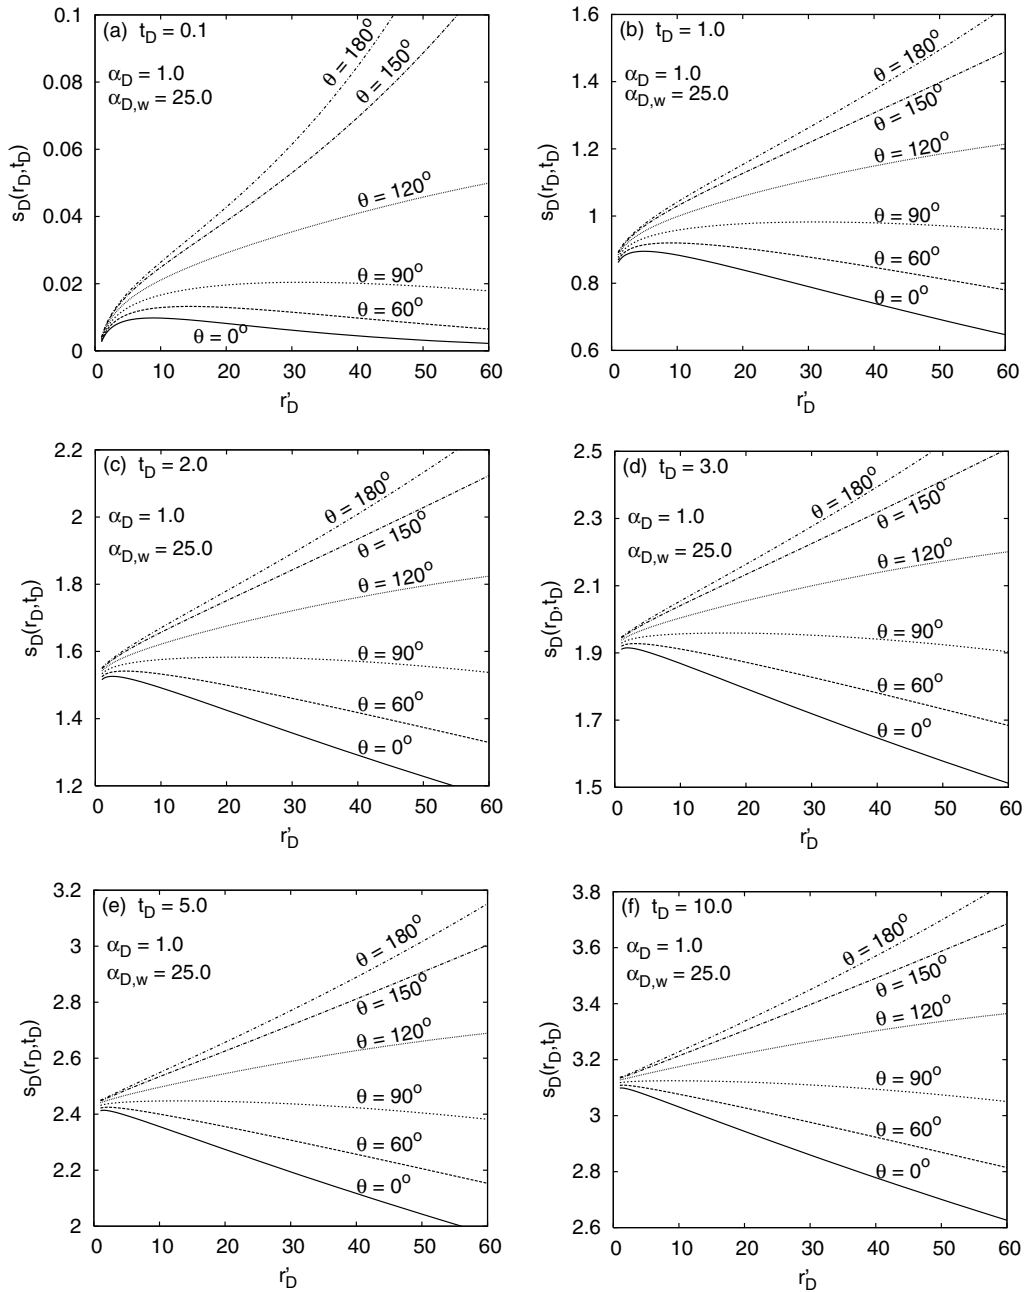 (a) t_D = 0.1
α_D = 1.0
α_D,w = 25.0
θ = 180°
θ = 150°
θ = 120°
θ = 90°
θ = 60°
θ = 0°
0.1
0.08
0.06
0.04
0.02
0
s_D(r_D,t_D)
0 10 20 30 40 50 60
r'_D
(b) t_D = 1.0
α_D = 1.0
α_D,w = 25.0
θ = 180°
θ = 150°
θ = 120°
θ = 90°
θ = 60°
θ = 0°
1.6
1.4
1.2
1
0.8
0.6
s_D(r_D,t_D)
0 10 20 30 40 50 60
r'_D
(c) t_D = 2.0
α_D = 1.0
α_D,w = 25.0
θ = 180°
θ = 150°
θ = 120°
θ = 90°
θ = 60°
θ = 0°
2.2
2
1.8
1.6
1.4
1.2
s_D(r_D,t_D)
0 10 20 30 40 50 60
r'_D
(d) t_D = 3.0
α_D = 1.0
α_D,w = 25.0
θ = 180°
θ = 150°
θ = 120°
θ = 90°
θ = 60°
θ = 0°
2.5
2.3
2.1
1.9
1.7
1.5
s_D(r_D,t_D)
0 10 20 30 40 50 60
r'_D
(e) t_D = 5.0
α_D = 1.0
α_D,w = 25.0
θ = 180°
θ = 150°
θ = 120°
θ = 90°
θ = 60°
θ = 0°
3.2
3
2.8
2.6
2.4
2.2
2
s_D(r_D,t_D)
0 10 20 30 40 50 60
r'_D
(f) t_D = 10.0
α_D = 1.0
α_D,w = 25.0
θ = 180°
θ = 150°
θ = 120°
θ = 90°
θ = 60°
θ = 0°
3.8
3.6
3.4
3.2
3
2.8
2.6
s_D(r_D,t_D)
0 10 20 30 40 50 60
r'_D